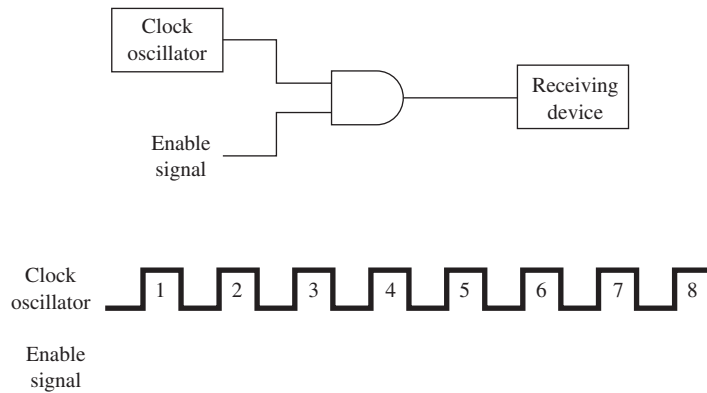 Clock
oscillator
Receiving
device
Enable
signal
Clock
oscillator
1 2 3 4 5 6 7 8
Enable
signal